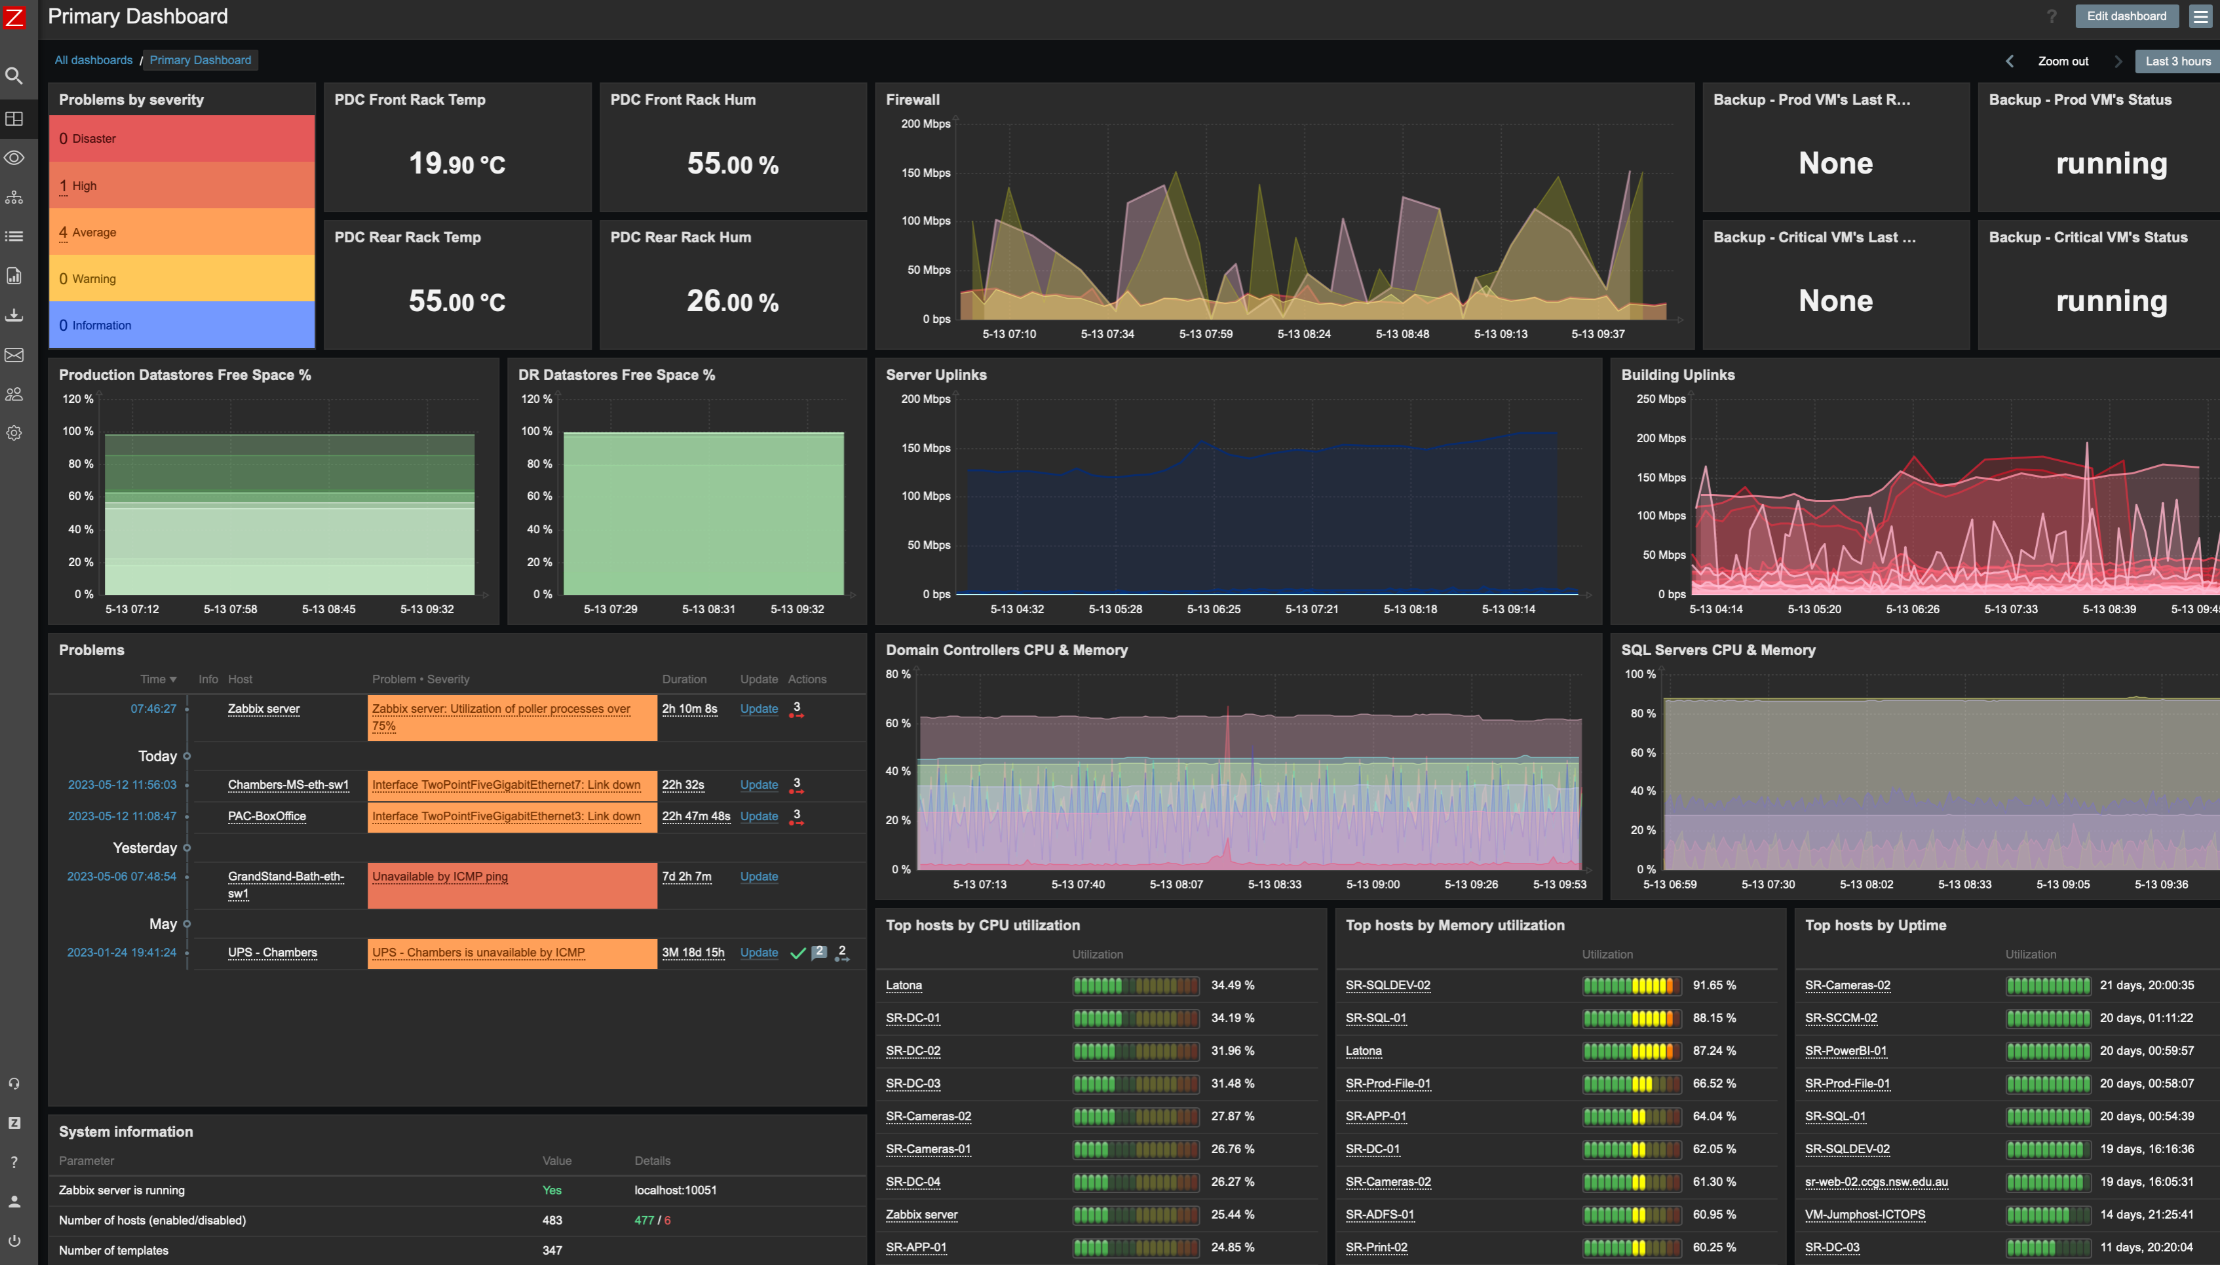 Z
Primary Dashboard
?
Edit dashboard
All dashboards / Primary Dashboard
Zoom out
Last 3 hours
Problems by severity
0 Disaster
1 High
4 Average
0 Warning
0 Information
PDC Front Rack Temp
19.90 °C
PDC Front Rack Hum
55.00 %
PDC Rear Rack Temp
55.00 °C
PDC Rear Rack Hum
26.00 %
Firewall
200 Mbps
150 Mbps
100 Mbps
50 Mbps
0 bps
5-13 07:10 5-13 07:34 5-13 07:59 5-13 08:24 5-13 08:48 5-13 09:13 5-13 09:37
Backup - Prod VM's Last R...
None
Backup - Prod VM's Status
running
Backup - Critical VM's Last ...
None
Backup - Critical VM's Status
running
Production Datastores Free Space %
120 %
100 %
80 %
60 %
40 %
20 %
0 %
5-13 07:12 5-13 07:58 5-13 08:45 5-13 09:32
DR Datastores Free Space %
120 %
100 %
80 %
60 %
40 %
20 %
0 %
5-13 07:29 5-13 08:31 5-13 09:32
Server Uplinks
200 Mbps
150 Mbps
100 Mbps
50 Mbps
0 bps
5-13 04:32 5-13 05:28 5-13 06:25 5-13 07:21 5-13 08:18 5-13 09:14
Building Uplinks
250 Mbps
200 Mbps
150 Mbps
100 Mbps
50 Mbps
0 bps
5-13 04:14 5-13 05:20 5-13 06:26 5-13 07:33 5-13 08:39 5-13 09:45
Problems
Time Info Host Problem • Severity Duration Update Actions
07:46:27 Zabbix server Zabbix server: Utilization of poller processes over 2h 10m 8s Update 3
75%
Today
2023-05-12 11:56:03 Chambers-MS-eth-sw1 Interface TwoPointFiveGigabitEthernet7: Link down 22h 32s Update 3
2023-05-12 11:08:47 PAC-BoxOffice Interface TwoPointFiveGigabitEthernet3: Link down 22h 47m 48s Update 3
Yesterday
2023-05-06 07:48:54 GrandStand-Bath-eth- Unavailable by ICMP ping 7d 2h 7m Update
sw1
May
2023-01-24 19:41:24 UPS - Chambers UPS - Chambers is unavailable by ICMP 3M 18d 15h Update 2 2
Domain Controllers CPU & Memory
80 %
60 %
40 %
20 %
0 %
5-13 07:13 5-13 07:40 5-13 08:07 5-13 08:33 5-13 09:00 5-13 09:26 5-13 09:53
SQL Servers CPU & Memory
100 %
80 %
60 %
40 %
20 %
0 %
5-13 06:59 5-13 07:30 5-13 08:02 5-13 08:33 5-13 09:05 5-13 09:36
Top hosts by CPU utilization
Utilization
Latona 34.49 %
SR-DC-01 34.19 %
SR-DC-02 31.96 %
SR-DC-03 31.48 %
SR-Cameras-02 27.87 %
SR-Cameras-01 26.76 %
SR-DC-04 26.27 %
Zabbix server 25.44 %
SR-APP-01 24.85 %
Top hosts by Memory utilization
Utilization
SR-SQLDEV-02 91.65 %
SR-SQL-01 88.15 %
Latona 87.24 %
SR-Prod-File-01 66.52 %
SR-APP-01 64.04 %
SR-DC-01 62.05 %
SR-Cameras-02 61.30 %
SR-ADFS-01 60.95 %
SR-Print-02 60.25 %
Top hosts by Uptime
Utilization
SR-Cameras-02 21 days, 20:00:35
SR-SCCM-02 20 days, 01:11:22
SR-PowerBI-01 20 days, 00:59:57
SR-Prod-File-01 20 days, 00:58:07
SR-SQL-01 20 days, 00:54:39
SR-SQLDEV-02 19 days, 16:16:36
sr-web-02.ccgs.nsw.edu.au 19 days, 16:05:31
VM-Jumphost-ICTOPS 14 days, 21:25:41
SR-DC-03 11 days, 20:20:04
System information
Parameter Value Details
Zabbix server is running Yes localhost:10051
Number of hosts (enabled/disabled) 483 477 / 6
Number of templates 347
Z
?